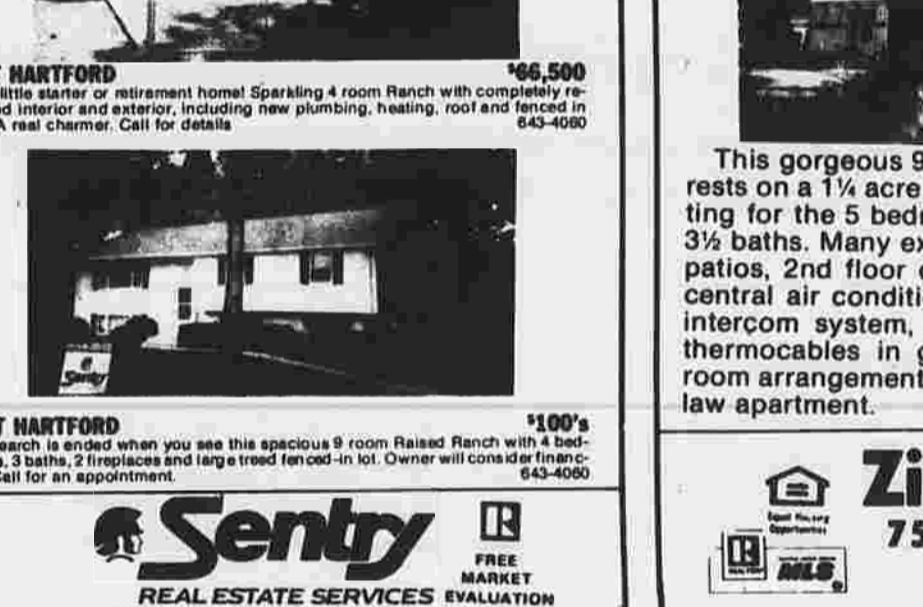 T HARTFORD $66,500
little starter or retirement home! Sparkling 4 room Ranch with completely re-
d interior and exterior, including new plumbing, heating, roof and fenced in
A real charmer. Call for details 643-4060
Sentry
T HARTFORD $100's
earch is ended when you see this spacious 9 room Raised Ranch with 4 bed-
, 3 baths, 2 fireplaces and large treed fenced-in lot. Owner will consider financ-
Call for an appointment. 643-4060
Sentry
REAL ESTATE SERVICES
R
FREE
MARKET
EVALUATION
This gorgeous 9
rests on a 1¼ acre
ting for the 5 bed
3½ baths. Many ex
patios, 2nd floor
central air conditi
intercom system,
thermocables in g
room arrangement
law apartment.
Equal Housing
Opportunities
R
REALTOR
MLS
Zi
75